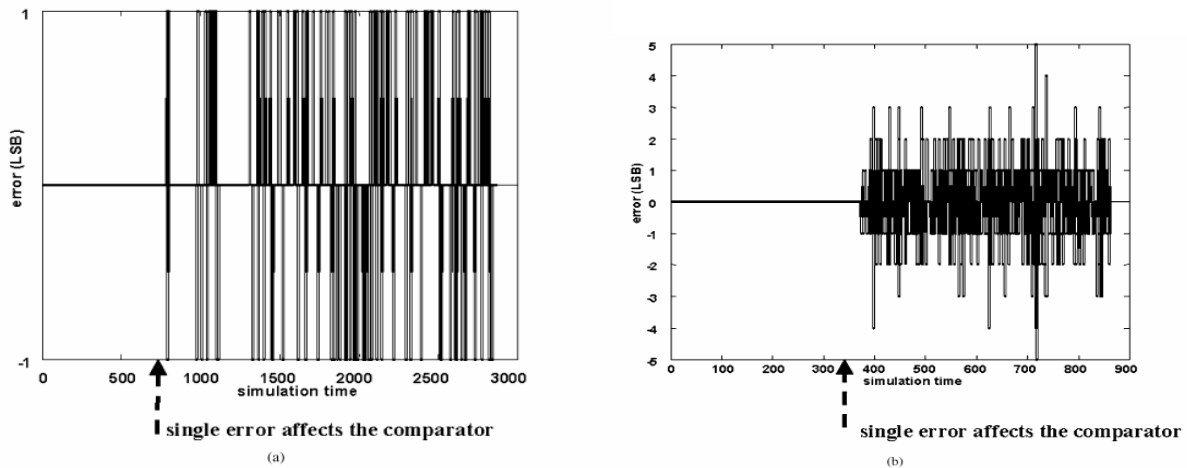 1
error (LSB)
-1
0 500 1000 1500 2000 2500 3000
simulation time
single error affects the comparator
(a)
5
4
3
2
1
0
-1
-2
-3
-4
-5
error (LSB)
0 100 200 300 400 500 600 700 800 900
simulation time
single error affects the comparator
(b)